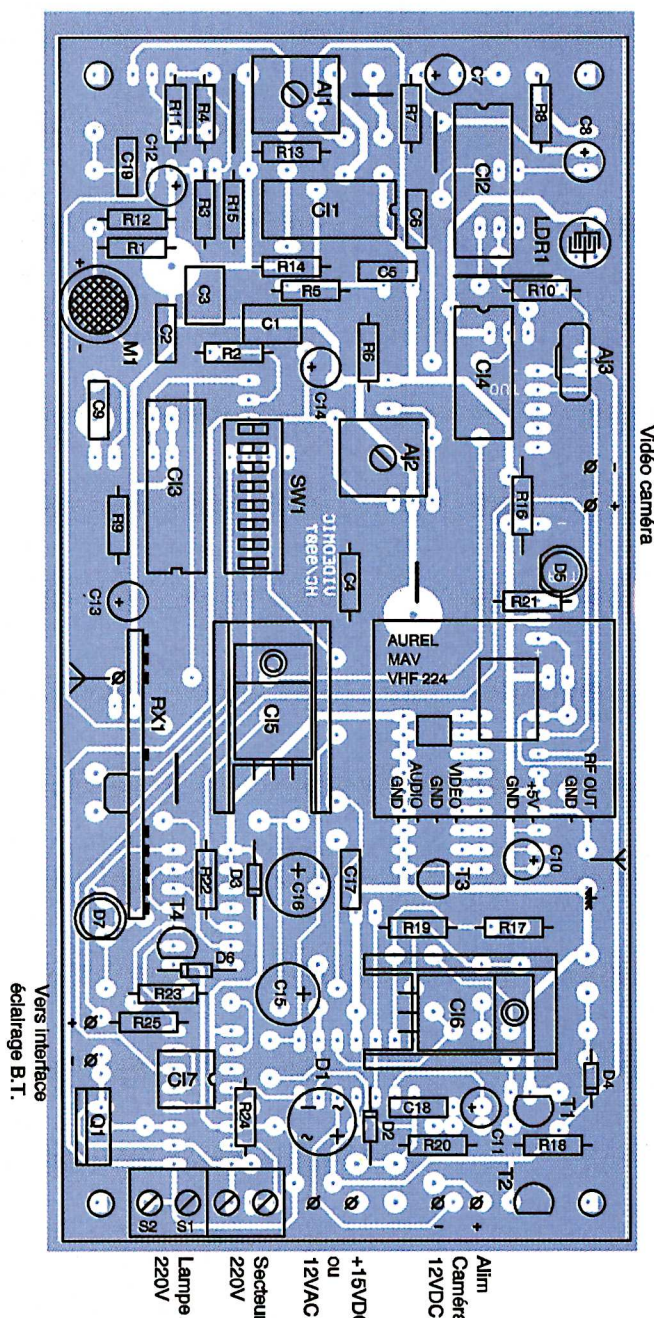 R11
R4
Aj1
R7
C7
R8
C8
C19
C12
R13
CI2
R3
R15
CI1
C6
LDR1
R12
R1
R14
C5
+
M1
-
C3
R5
R10
C2
C1
R2
C14
+
R6
CI4
Aj3
OUT
Vidéo caméra
-
+
C9
CI3
SW1
Aj2
R16
R9
VIDEOMIC
JC\99OT
C4
D5
C13
+
R21
RX1
CI5
AUREL
MAV
VHF 224
GND
AUDIO
GND
VIDEO
GND
+5V
GND
RF OUT
R22
D3
+
C16
C17
T3
C10
+
D7
T4
D6
R19
R17
R23
C15
+
CI6
Vers interface
éclairage B.T.
+
-
R25
CI7
R24
D1
~
~
-
+
D2
C18
C11
+
T1
D4
Q1
R20
R18
T2
S2
S1
-
+
Lampe
220V
Secteur
220V
+15VDC
ou
12VAC
Alim
Caméra
12VDC